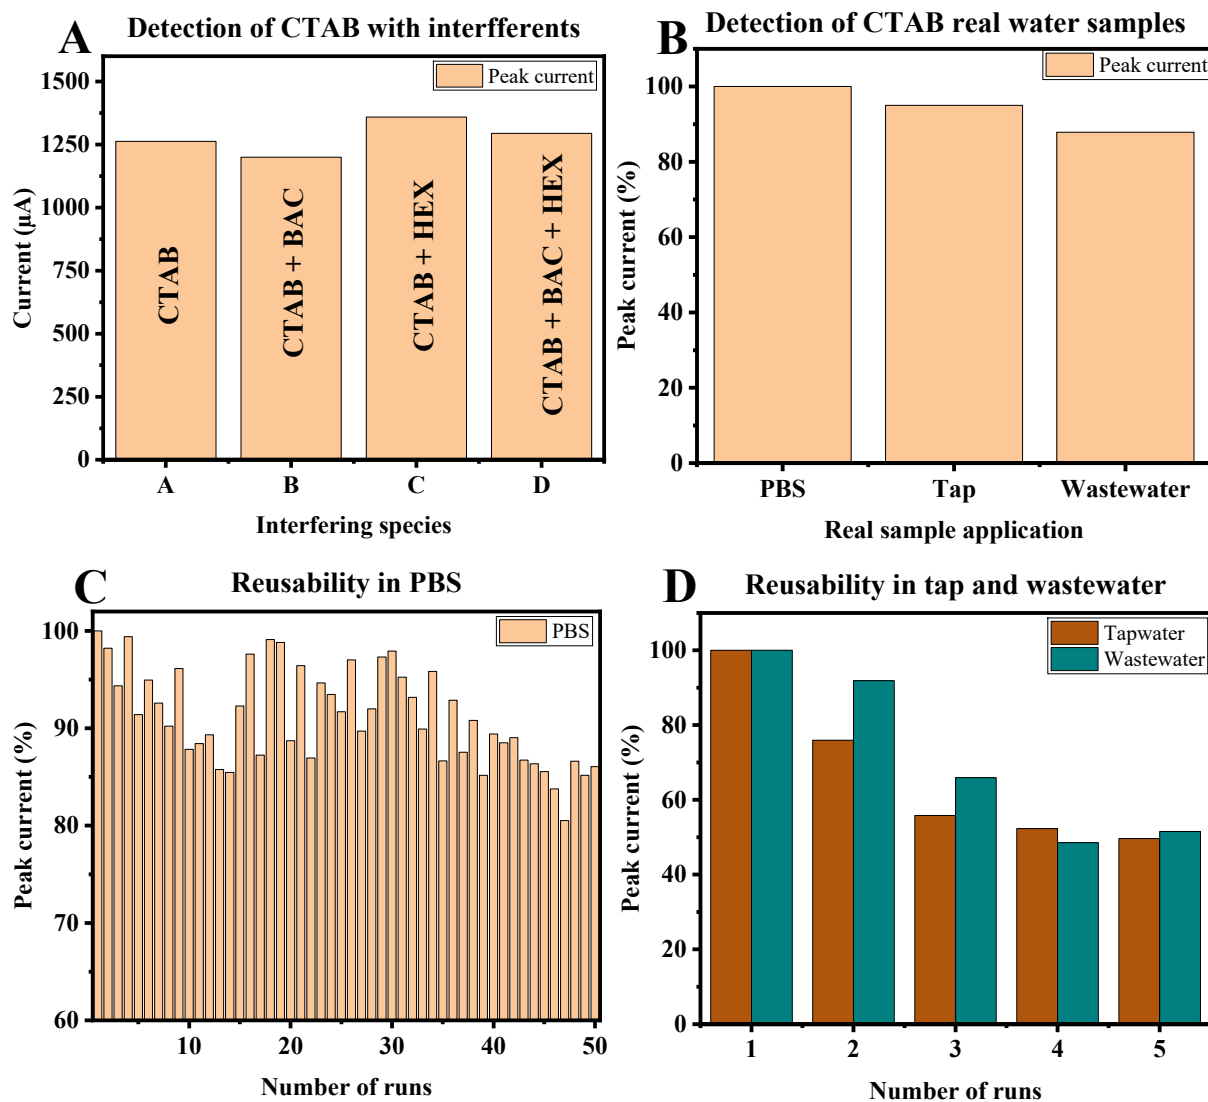 A
Detection of CTAB with interfferents
Peak current
1500
1250
1000
750
500
250
0
Current (µA)
CTAB
CTAB + BAC
CTAB + HEX
CTAB + BAC + HEX
A B C D
Interfering species
B
Detection of CTAB real water samples
Peak current
100
80
60
40
20
0
Peak current (%)
PBS Tap Wastewater
Real sample application
C
Reusability in PBS
PBS
100
90
80
70
60
Peak current (%)
10 20 30 40 50
Number of runs
D
Reusability in tap and wastewater
Tapwater
Wastewater
100
80
60
40
20
0
Peak current (%)
1 2 3 4 5
Number of runs